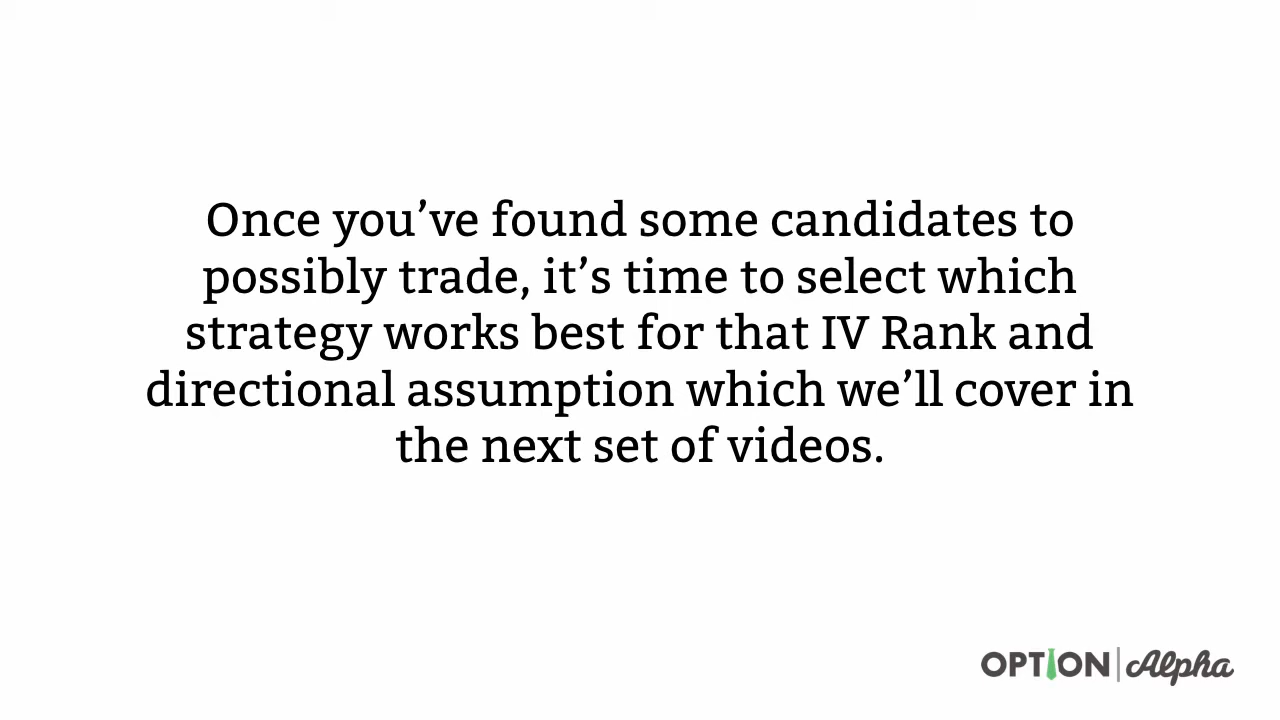 Once you’ve found some candidates to
possibly trade, it’s time to select which
strategy works best for that IV Rank and
directional assumption which we’ll cover in
the next set of videos.
OPTION | Alpha